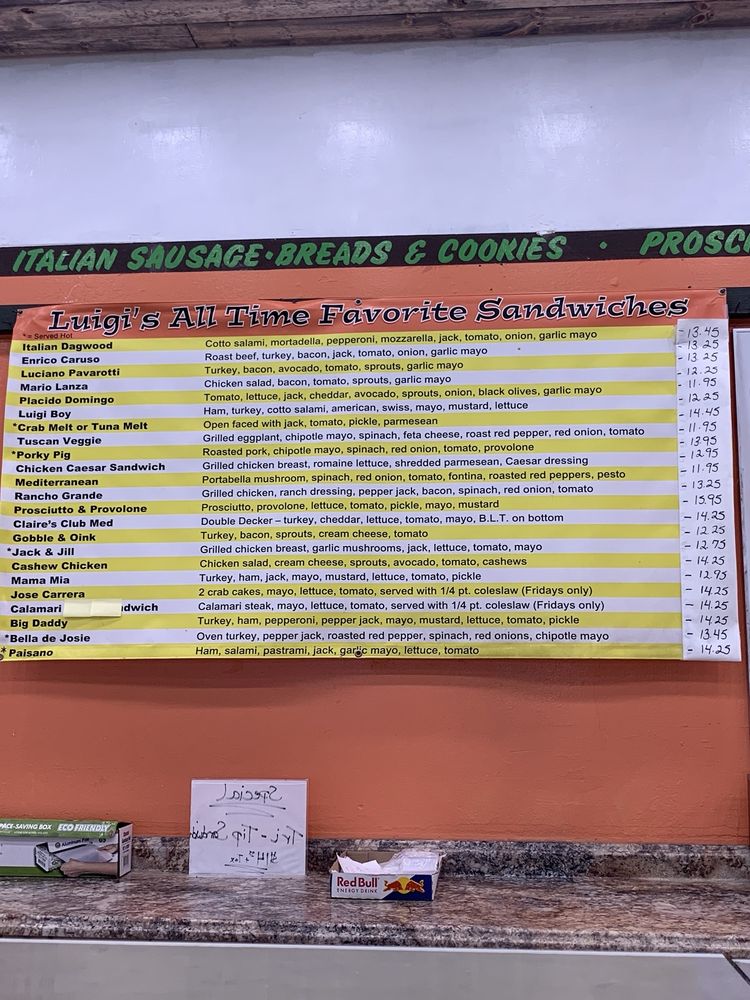 ITALIAN SAUSAGE · BREADS & COOKIES ·
Luigi's All Time Favorite Sandwiches
* = Served Hot
Italian Dagwood Cotto salami, mortadella, pepperoni, mozzarella, jack, tomato, onion, garlic mayo - 13.45
Enrico Caruso Roast beef, turkey, bacon, jack, tomato, onion, garlic mayo - 13.25
Luciano Pavarotti Turkey, bacon, avocado, tomato, sprouts, garlic mayo - 13.25
Mario Lanza Chicken salad, bacon, tomato, sprouts, garlic mayo - 12.25
Placido Domingo Tomato, lettuce, jack, cheddar, avocado, sprouts, onion, black olives, garlic mayo - 11.95
Luigi Boy Ham, turkey, cotto salami, american, swiss, mayo, mustard, lettuce - 12.25
*Crab Melt or Tuna Melt Open faced with jack, tomato, pickle, parmesean - 14.45
Tuscan Veggie Grilled eggplant, chipotle mayo, spinach, feta cheese, roast red pepper, red onion, tomato - 11.95
*Porky Pig Roasted pork, chipotle mayo, spinach, red onion, tomato, provolone - 13.95
Chicken Caesar Sandwich Grilled chicken breast, romaine lettuce, shredded parmesean, Caesar dressing - 12.95
Mediterranean Portabella mushroom, spinach, red onion, tomato, fontina, roasted red peppers, pesto - 11.95
Rancho Grande Grilled chicken, ranch dressing, pepper jack, bacon, spinach, red onion, tomato - 13.25
Prosciutto & Provolone Prosciutto, provolone, lettuce, tomato, pickle, mayo, mustard - 15.95
Claire's Club Med Double Decker – turkey, cheddar, lettuce, tomato, mayo, B.L.T. on bottom - 14.25
Gobble & Oink Turkey, bacon, sprouts, cream cheese, tomato - 12.25
*Jack & Jill Grilled chicken breast, garlic mushrooms, jack, lettuce, tomato, mayo - 12.75
Cashew Chicken Chicken salad, cream cheese, sprouts, avocado, tomato, cashews - 14.25
Mama Mia Turkey, ham, jack, mayo, mustard, lettuce, tomato, pickle - 12.95
Jose Carrera 2 crab cakes, mayo, lettuce, tomato, served with 1/4 pt. coleslaw (Fridays only) - 14.25
Calamari ndwich Calamari steak, mayo, lettuce, tomato, served with 1/4 pt. coleslaw (Fridays only) - 14.25
Big Daddy Turkey, ham, pepperoni, pepper jack, mayo, mustard, lettuce, tomato, pickle - 14.25
*Bella de Josie Oven turkey, pepper jack, roasted red pepper, spinach, red onions, chipotle mayo - 13.45
* Paisano Ham, salami, pastrami, jack, garlic mayo, lettuce, tomato - 14.25
ECO FRIENDLY
Aluminum Foil
Special
Tri-Tip
+ Tax
Red Bull
ENERGY DRINK